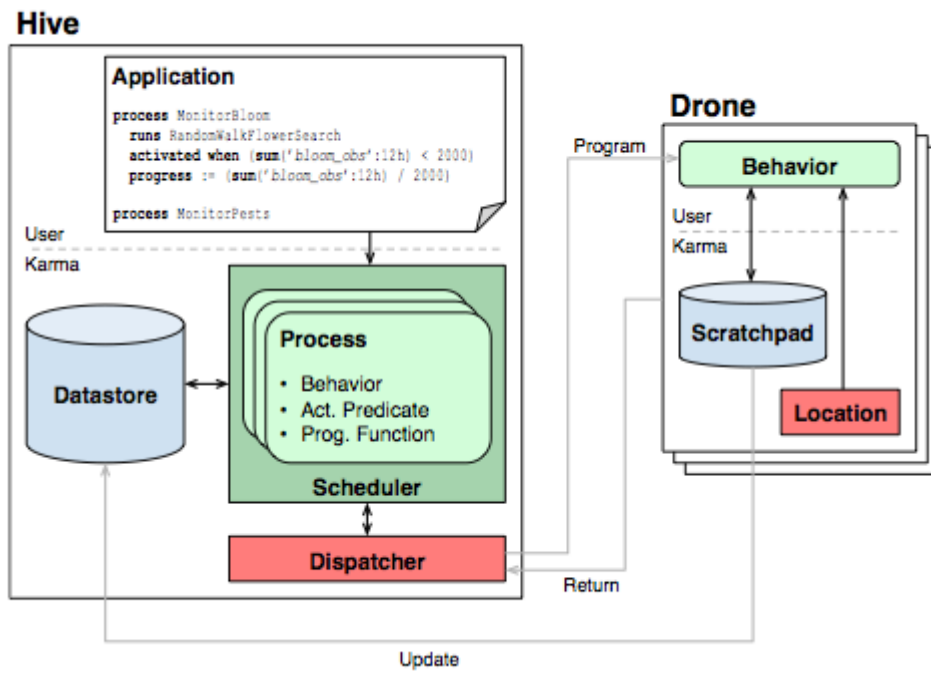 Hive
Application
process MonitorBloom
runs RandomWalkFlowerSearch
activated when (sum('bloom_obs':12h) < 2000)
progress := (sum('bloom_obs':12h) / 2000)
process MonitorPests
User
Karma
Datastore
Process
• Behavior
• Act. Predicate
• Prog. Function
Scheduler
Dispatcher
Program
Return
Update
Drone
Behavior
User
Karma
Scratchpad
Location